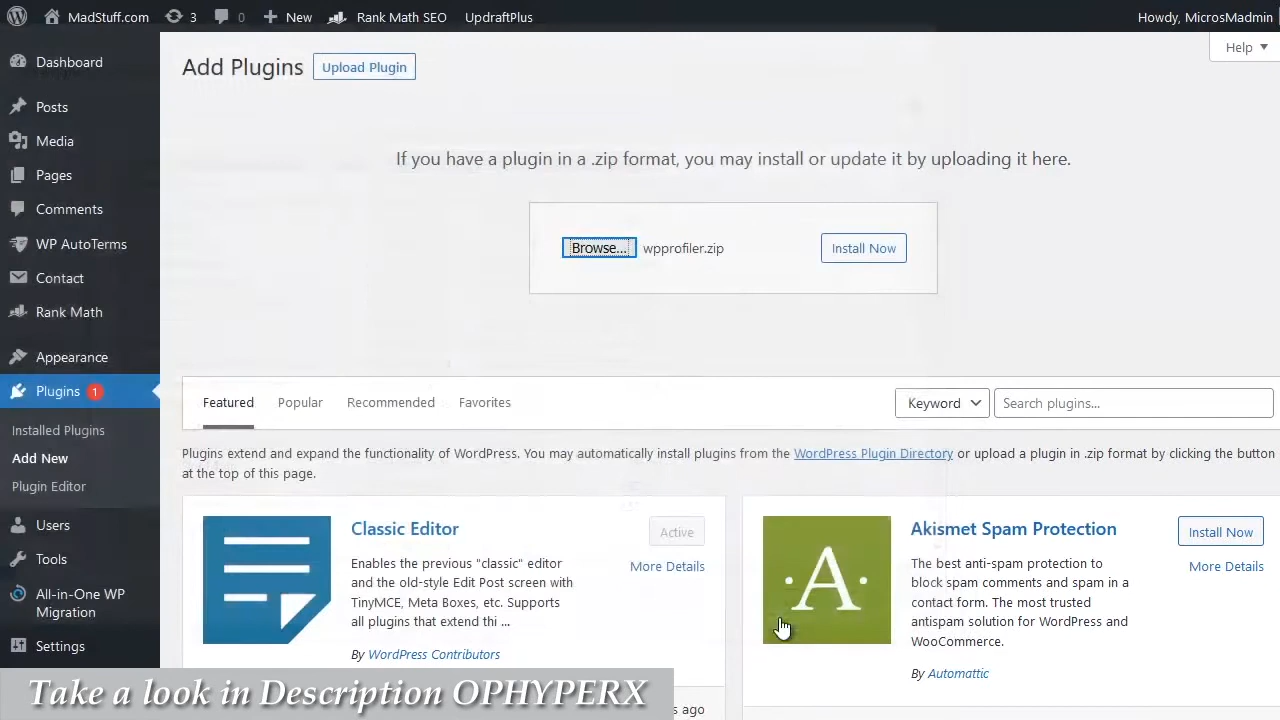 MadStuff.com 3 0 New Rank Math SEO UpdraftPlus Howdy, MicrosMadmin
Help
Dashboard
Posts
Media
Pages
Comments
WP AutoTerms
Contact
Rank Math
Appearance
Plugins 1
Installed Plugins
Add New
Plugin Editor
Users
Tools
All-in-One WP
Migration
Settings
Add Plugins Upload Plugin
If you have a plugin in a .zip format, you may install or update it by uploading it here.
Browse... wpprofiler.zip Install Now
Featured Popular Recommended Favorites Keyword Search plugins...
Plugins extend and expand the functionality of WordPress. You may automatically install plugins from the WordPress Plugin Directory or upload a plugin in .zip format by clicking the button
at the top of this page.
Classic Editor
Active
More Details
Enables the previous "classic" editor
and the old-style Edit Post screen with
TinyMCE, Meta Boxes, etc. Supports
all plugins that extend thi ...
By WordPress Contributors
s ago
Akismet Spam Protection
Install Now
More Details
The best anti-spam protection to
block spam comments and spam in a
contact form. The most trusted
antispam solution for WordPress and
WooCommerce.
By Automattic
Take a look in Description OPHYPERX